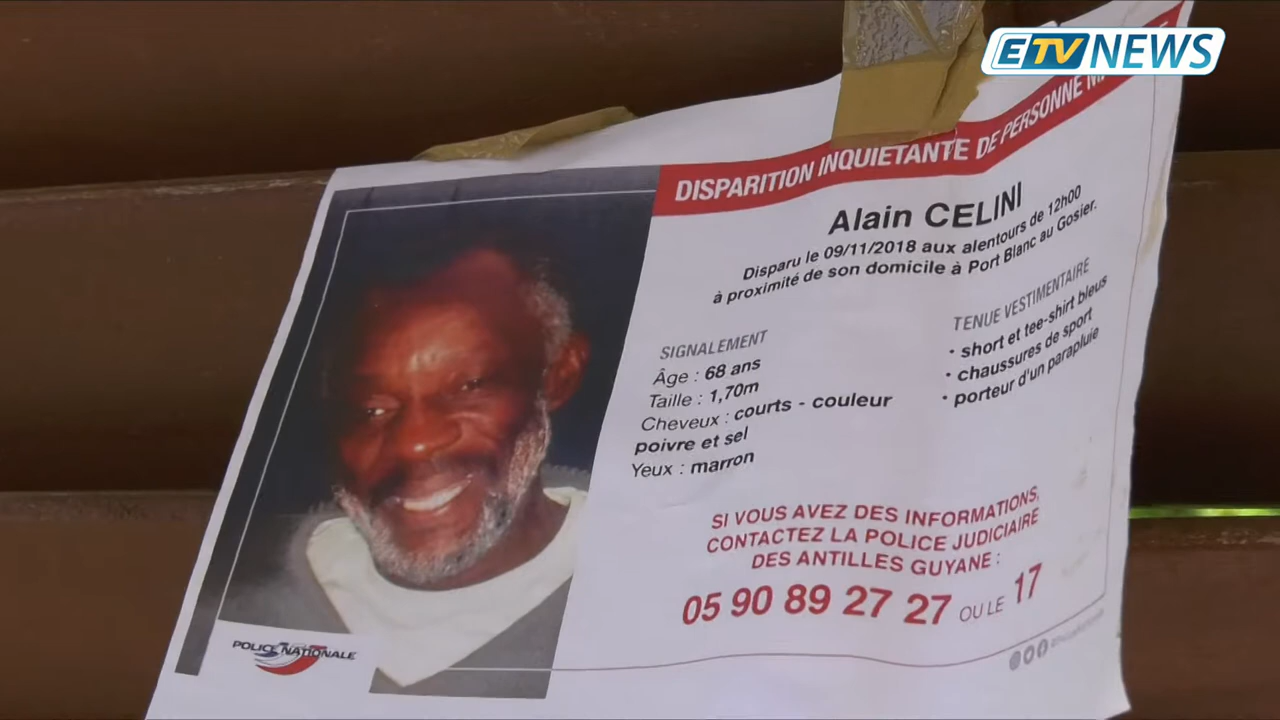 ETV NEWS
DISPARITION INQUIÉTANTE DE PERSONNE
Alain CELINI
Disparu le 09/11/2018 aux alentours de 12h00
à proximité de son domicile à Port Blanc au Gosier.
SIGNALEMENT
Âge : 68 ans
Taille : 1,70m
Cheveux : courts - couleur
poivre et sel
Yeux : marron
TENUE VESTIMENTAIRE
• short et tee-shirt bleus
• chaussures de sport
• porteur d'un parapluie
SI VOUS AVEZ DES INFORMATIONS,
CONTACTEZ LA POLICE JUDICIAIRE
DES ANTILLES GUYANE :
05 90 89 27 27 OU LE 17
POLICE NATIONALE